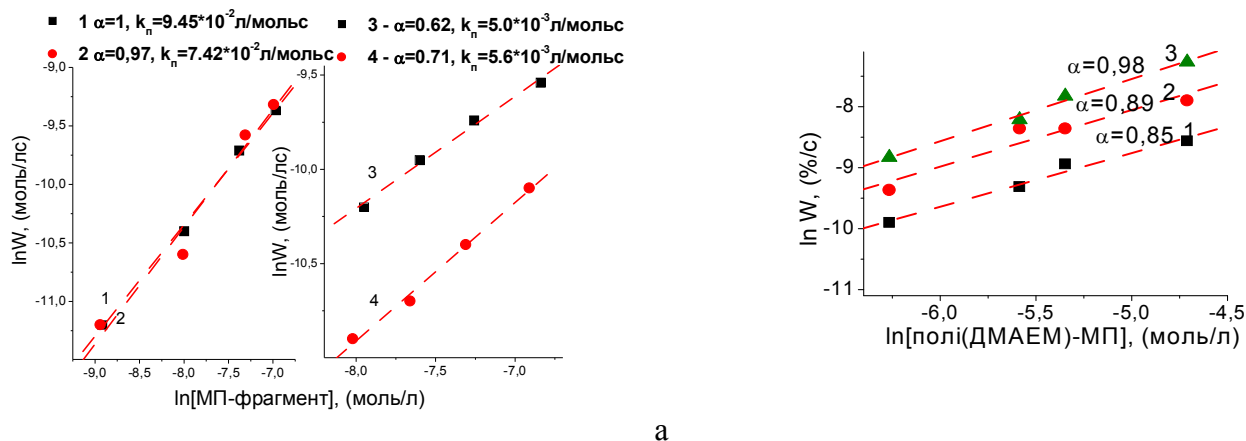 1 α=1, kп=9.45*10⁻²л/мольс
2 α=0,97, kп=7.42*10⁻²л/мольс
3 - α=0.62, kп=5.0*10⁻³л/мольс
4 - α=0.71, kп=5.6*10⁻³л/мольс
lnW, (моль/лс)
-9,0
-9,5
-10,0
-10,5
-11,0
1
2
-9,0
-8,5
-8,0
-7,5
-7,0
lnW, (моль/лс)
-9,5
-10,0
-10,5
3
4
-8,0
-7,5
-7,0
ln[МП-фрагмент], (моль/л)
ln W, (%/с)
-8
-9
-10
-11
α=0,98 3
α=0,89 2
α=0,85 1
-6,0
-5,5
-5,0
-4,5
ln[полі(ДМАЕМ)-МП], (моль/л)
а